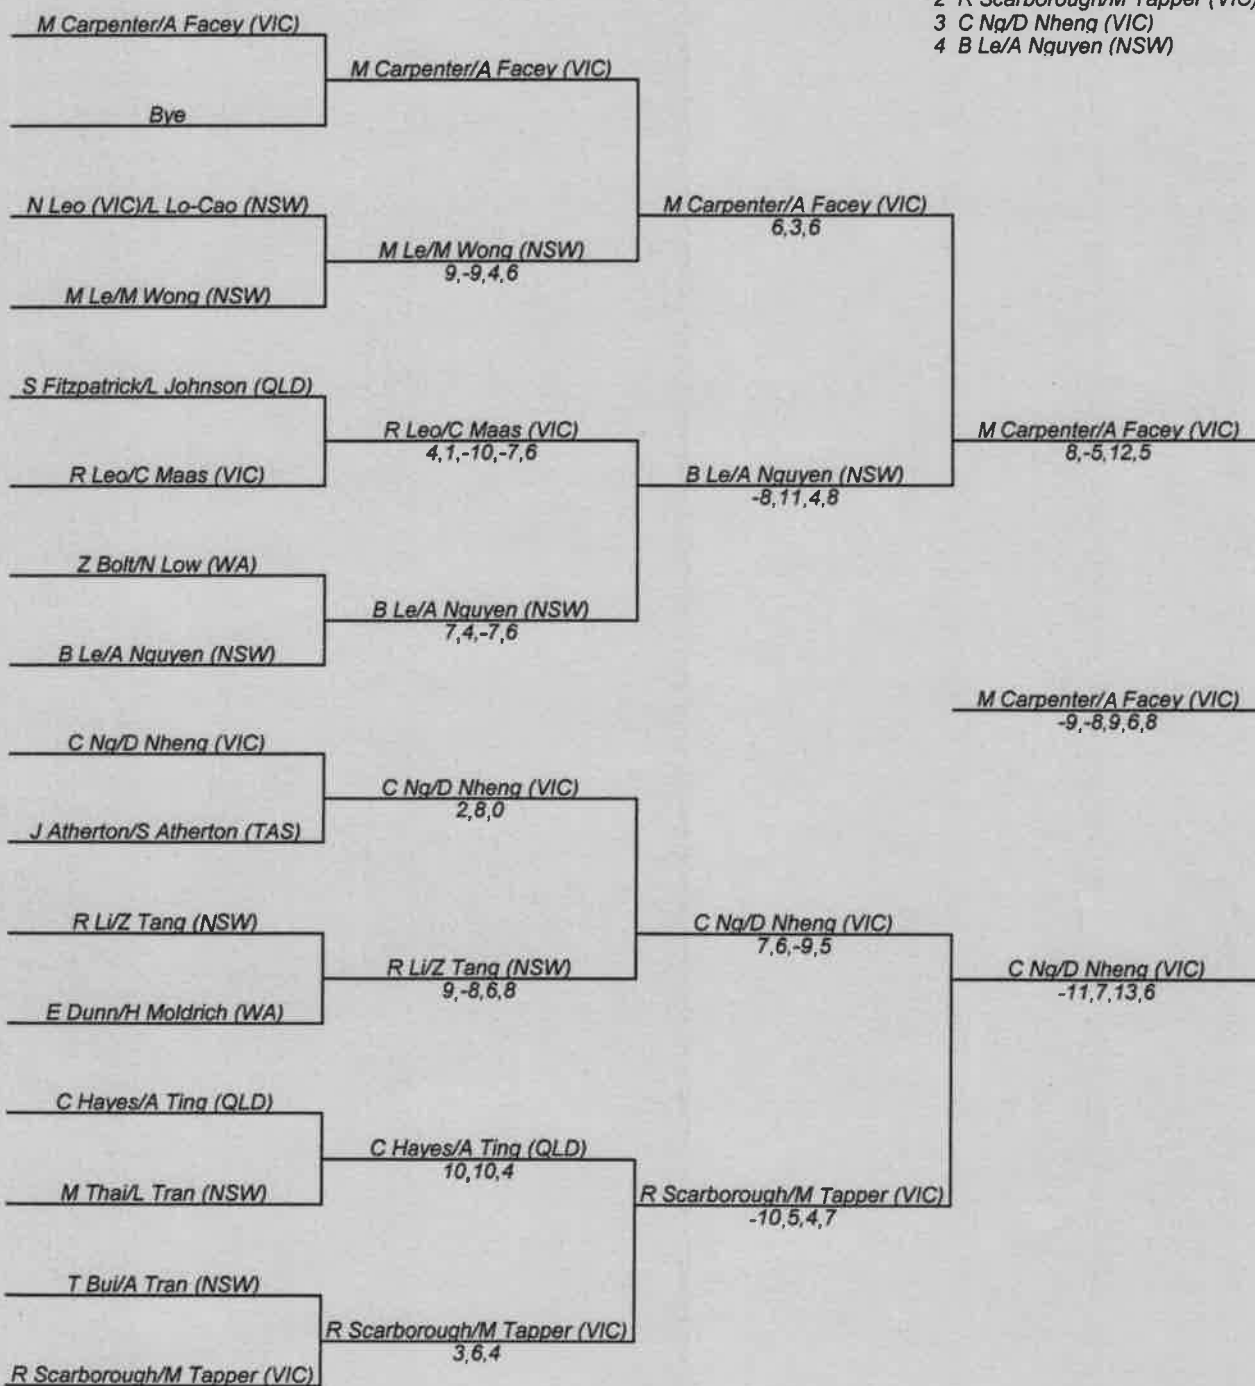 2 R Scarborough/M Tapper (VIC)
3 C Ng/D Nheng (VIC)
4 B Le/A Nguyen (NSW)
M Carpenter/A Facey (VIC)
M Carpenter/A Facey (VIC)
Bye
N Leo (VIC)/L Lo-Cao (NSW)
M Carpenter/A Facey (VIC)
6,3,6
M Le/M Wong (NSW)
9,-9,4,6
M Le/M Wong (NSW)
S Fitzpatrick/L Johnson (QLD)
R Leo/C Maas (VIC)
4,1,-10,-7,6
M Carpenter/A Facey (VIC)
8,-5,12,5
R Leo/C Maas (VIC)
B Le/A Nguyen (NSW)
-8,11,4,8
Z Bolt/N Low (WA)
B Le/A Nguyen (NSW)
7,4,-7,6
B Le/A Nguyen (NSW)
M Carpenter/A Facey (VIC)
-9,-8,9,6,8
C Ng/D Nheng (VIC)
C Ng/D Nheng (VIC)
2,8,0
J Atherton/S Atherton (TAS)
R Li/Z Tang (NSW)
C Ng/D Nheng (VIC)
7,6,-9,5
R Li/Z Tang (NSW)
9,-8,6,8
C Ng/D Nheng (VIC)
-11,7,13,6
E Dunn/H Moldrich (WA)
C Hayes/A Ting (QLD)
C Hayes/A Ting (QLD)
10,10,4
M Thai/L Tran (NSW)
R Scarborough/M Tapper (VIC)
-10,5,4,7
T Bui/A Tran (NSW)
R Scarborough/M Tapper (VIC)
3,6,4
R Scarborough/M Tapper (VIC)